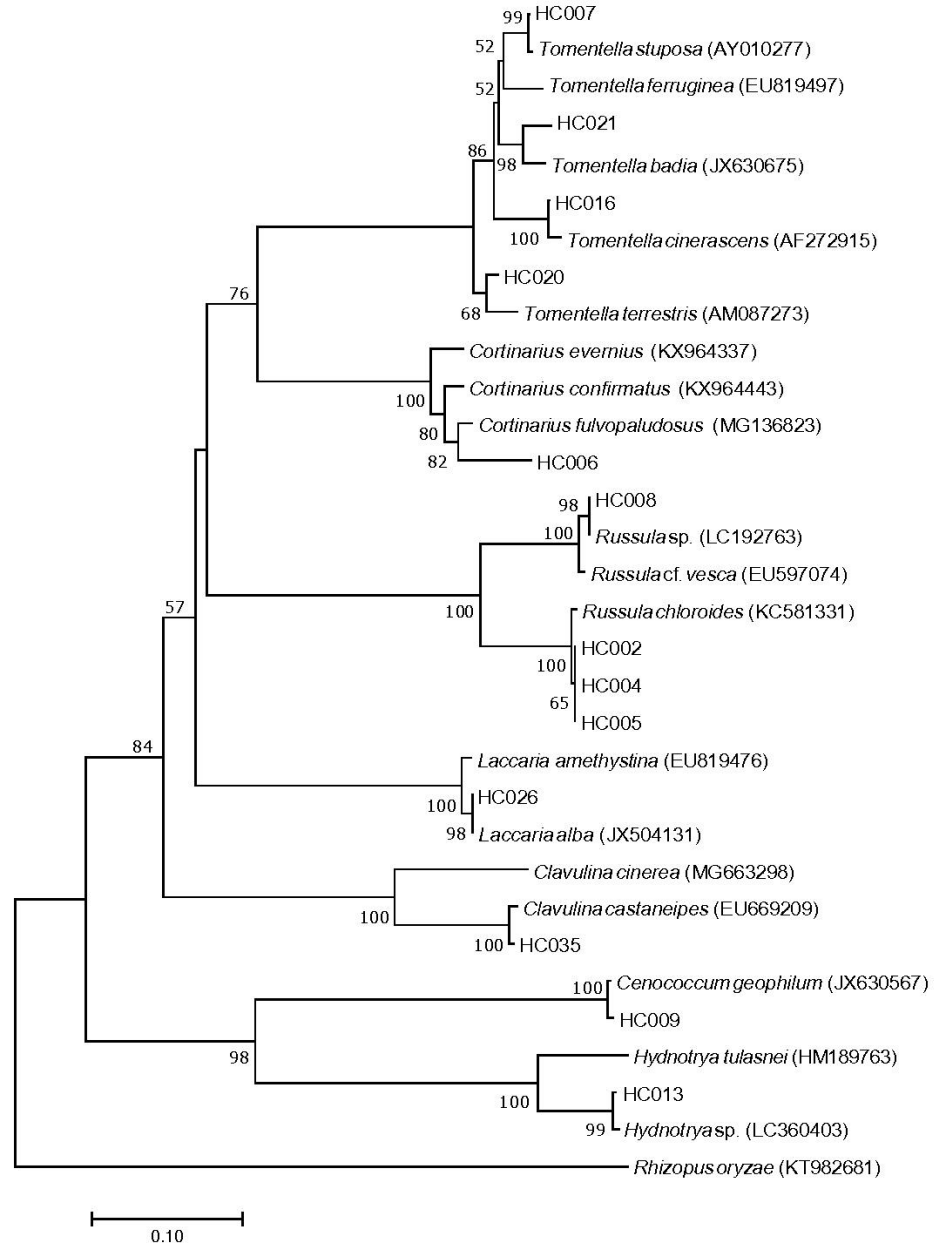 99
HC007
52
Tomentella stuposa (AY010277)
Tomentella ferruginea (EU819497)
52
HC021
86
98
Tomentella badia (JX630675)
HC016
100
Tomentella cinerascens (AF272915)
HC020
76
68
Tomentella terrestris (AM087273)
Cortinarius evernius (KX964337)
100
Cortinarius confirmatus (KX964443)
80
Cortinarius fulvopaludosus (MG136823)
82
HC006
98
HC008
100
Russula sp. (LC192763)
Russula cf. vesca (EU597074)
57
100
Russula chloroides (KC581331)
HC002
100
HC004
65
HC005
84
Laccaria amethystina (EU819476)
100
HC026
98
Laccaria alba (JX504131)
Clavulina cinerea (MG663298)
100
Clavulina castaneipes (EU669209)
100
HC035
100
Cenococcum geophilum (JX630567)
HC009
98
Hydnotrya tulasnei (HM189763)
100
HC013
99
Hydnotrya sp. (LC360403)
Rhizopus oryzae (KT982681)
0.10